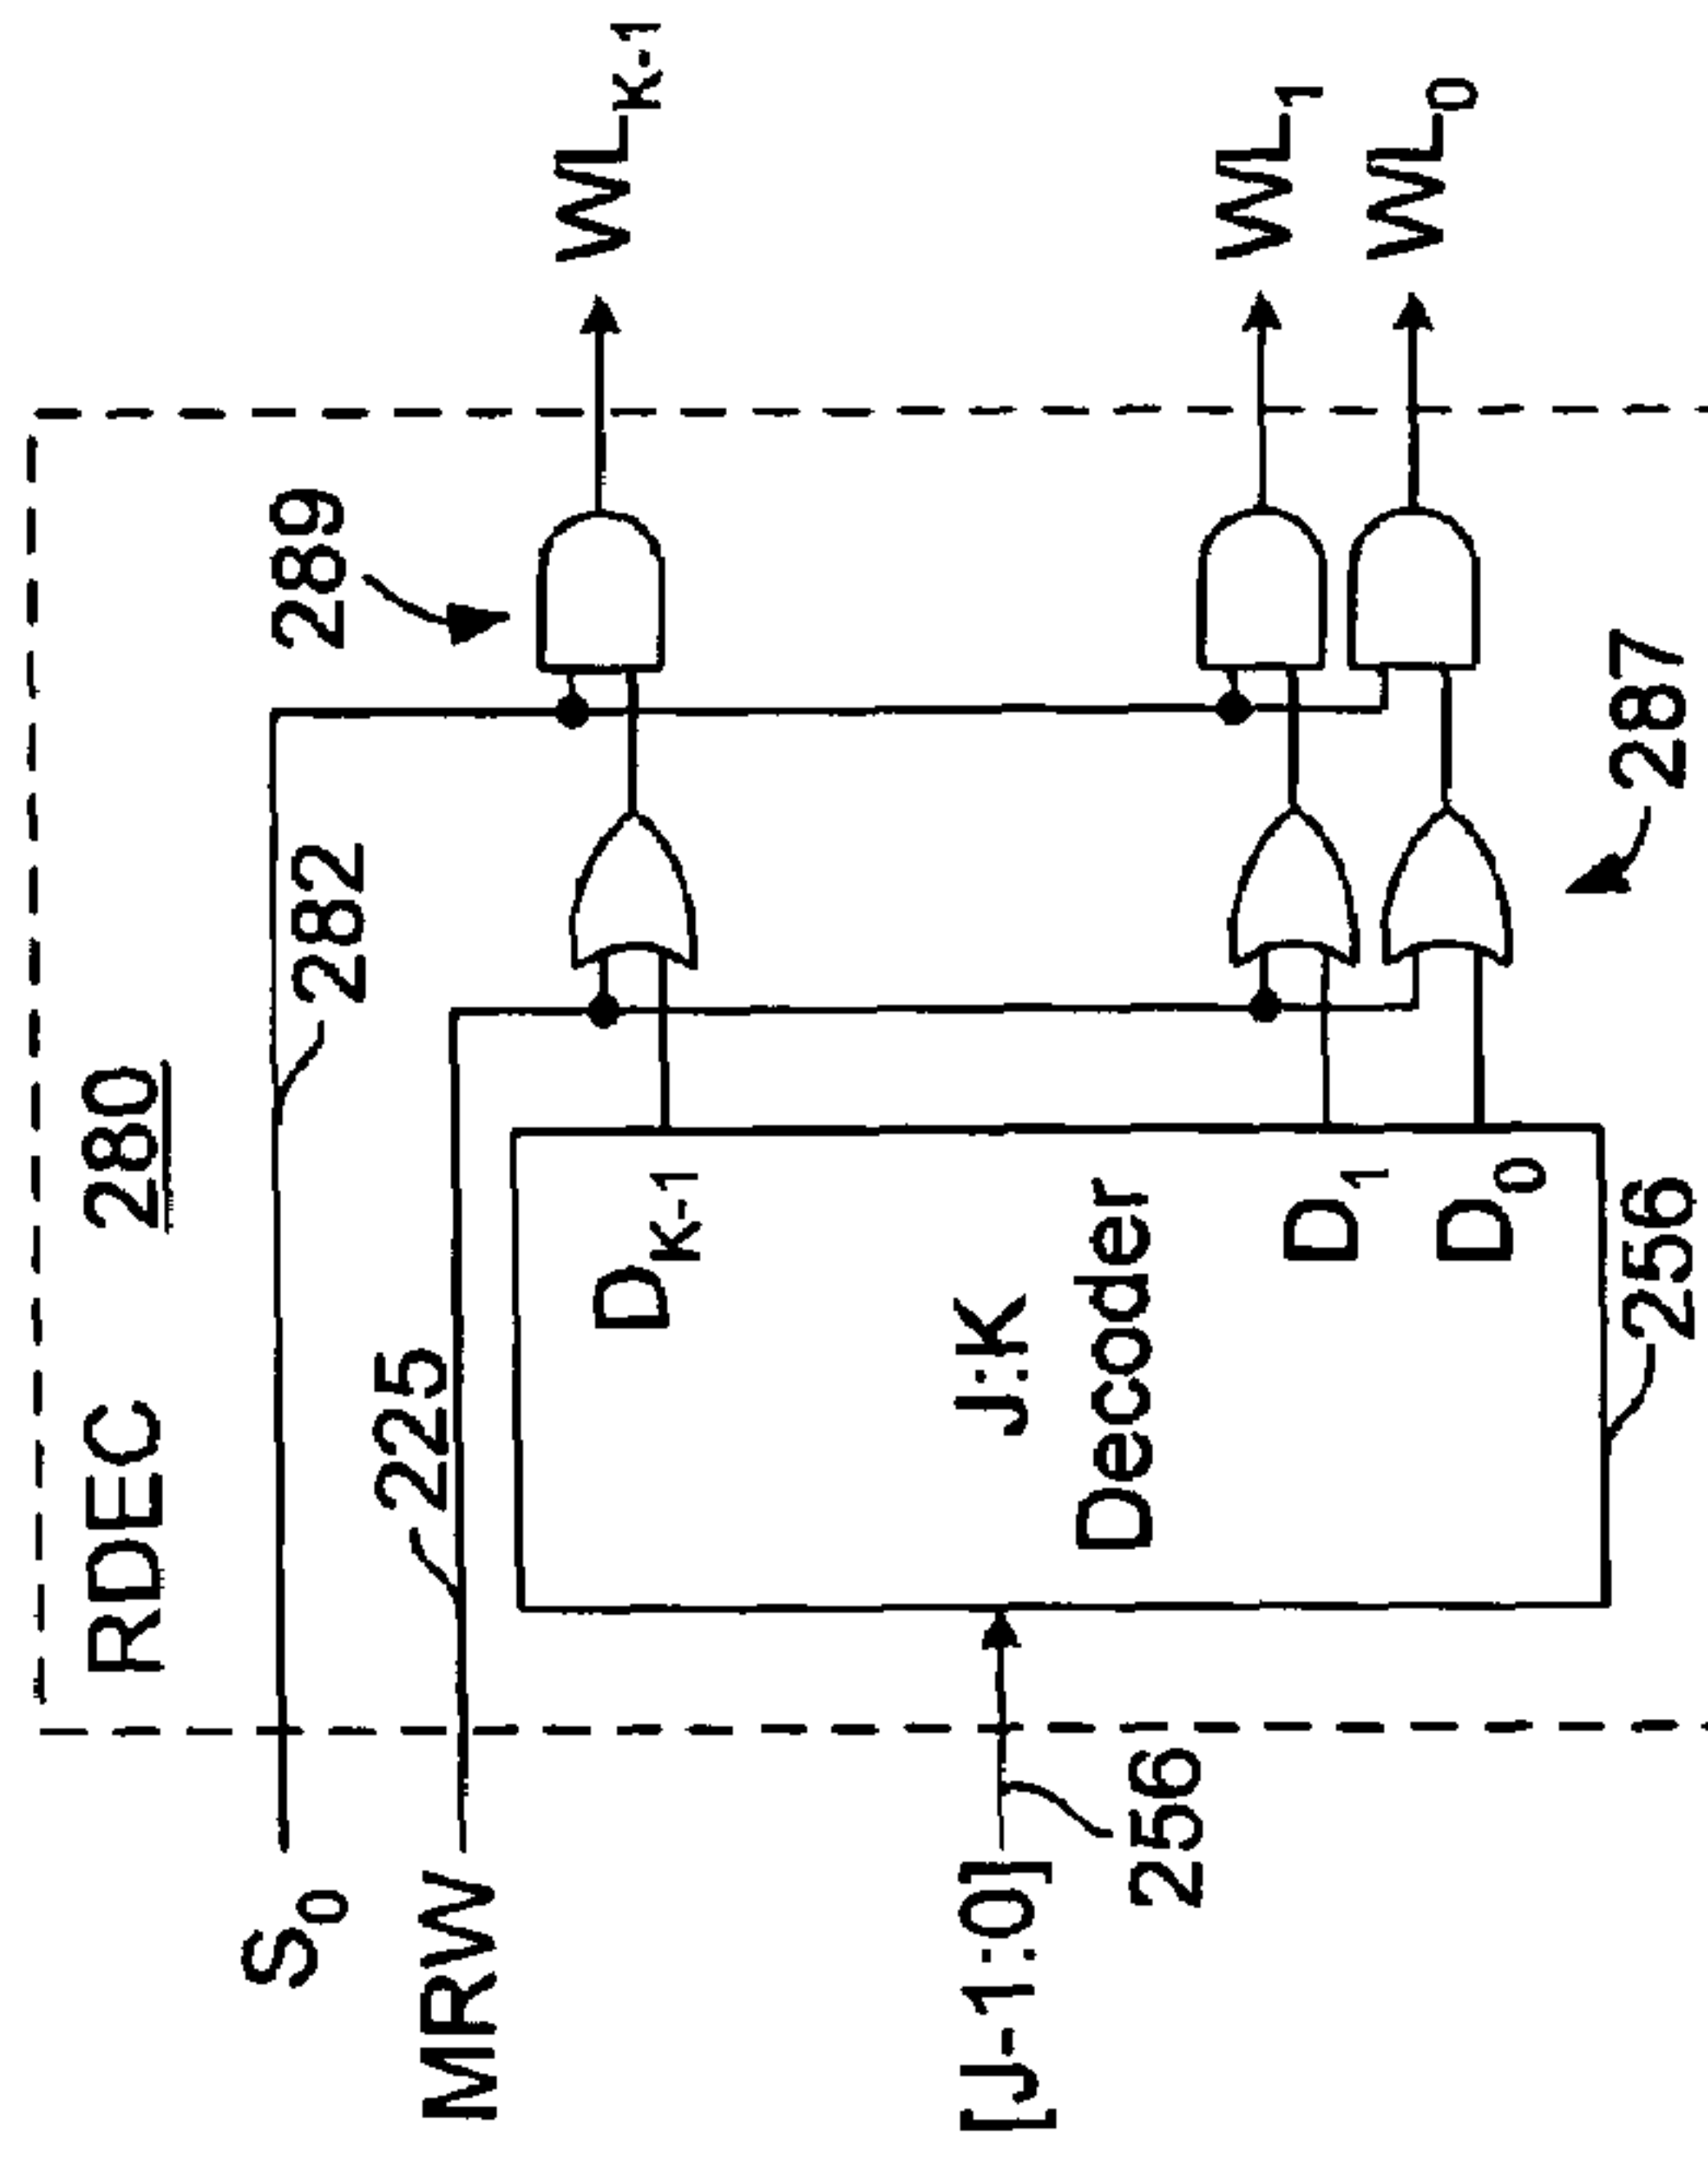 RDEC 280
S0
282
289
WLK-1
MRW
225
DK-1
J:K
Decoder
[J-1:0]
256
D1
WL1
D0
WL0
256
287